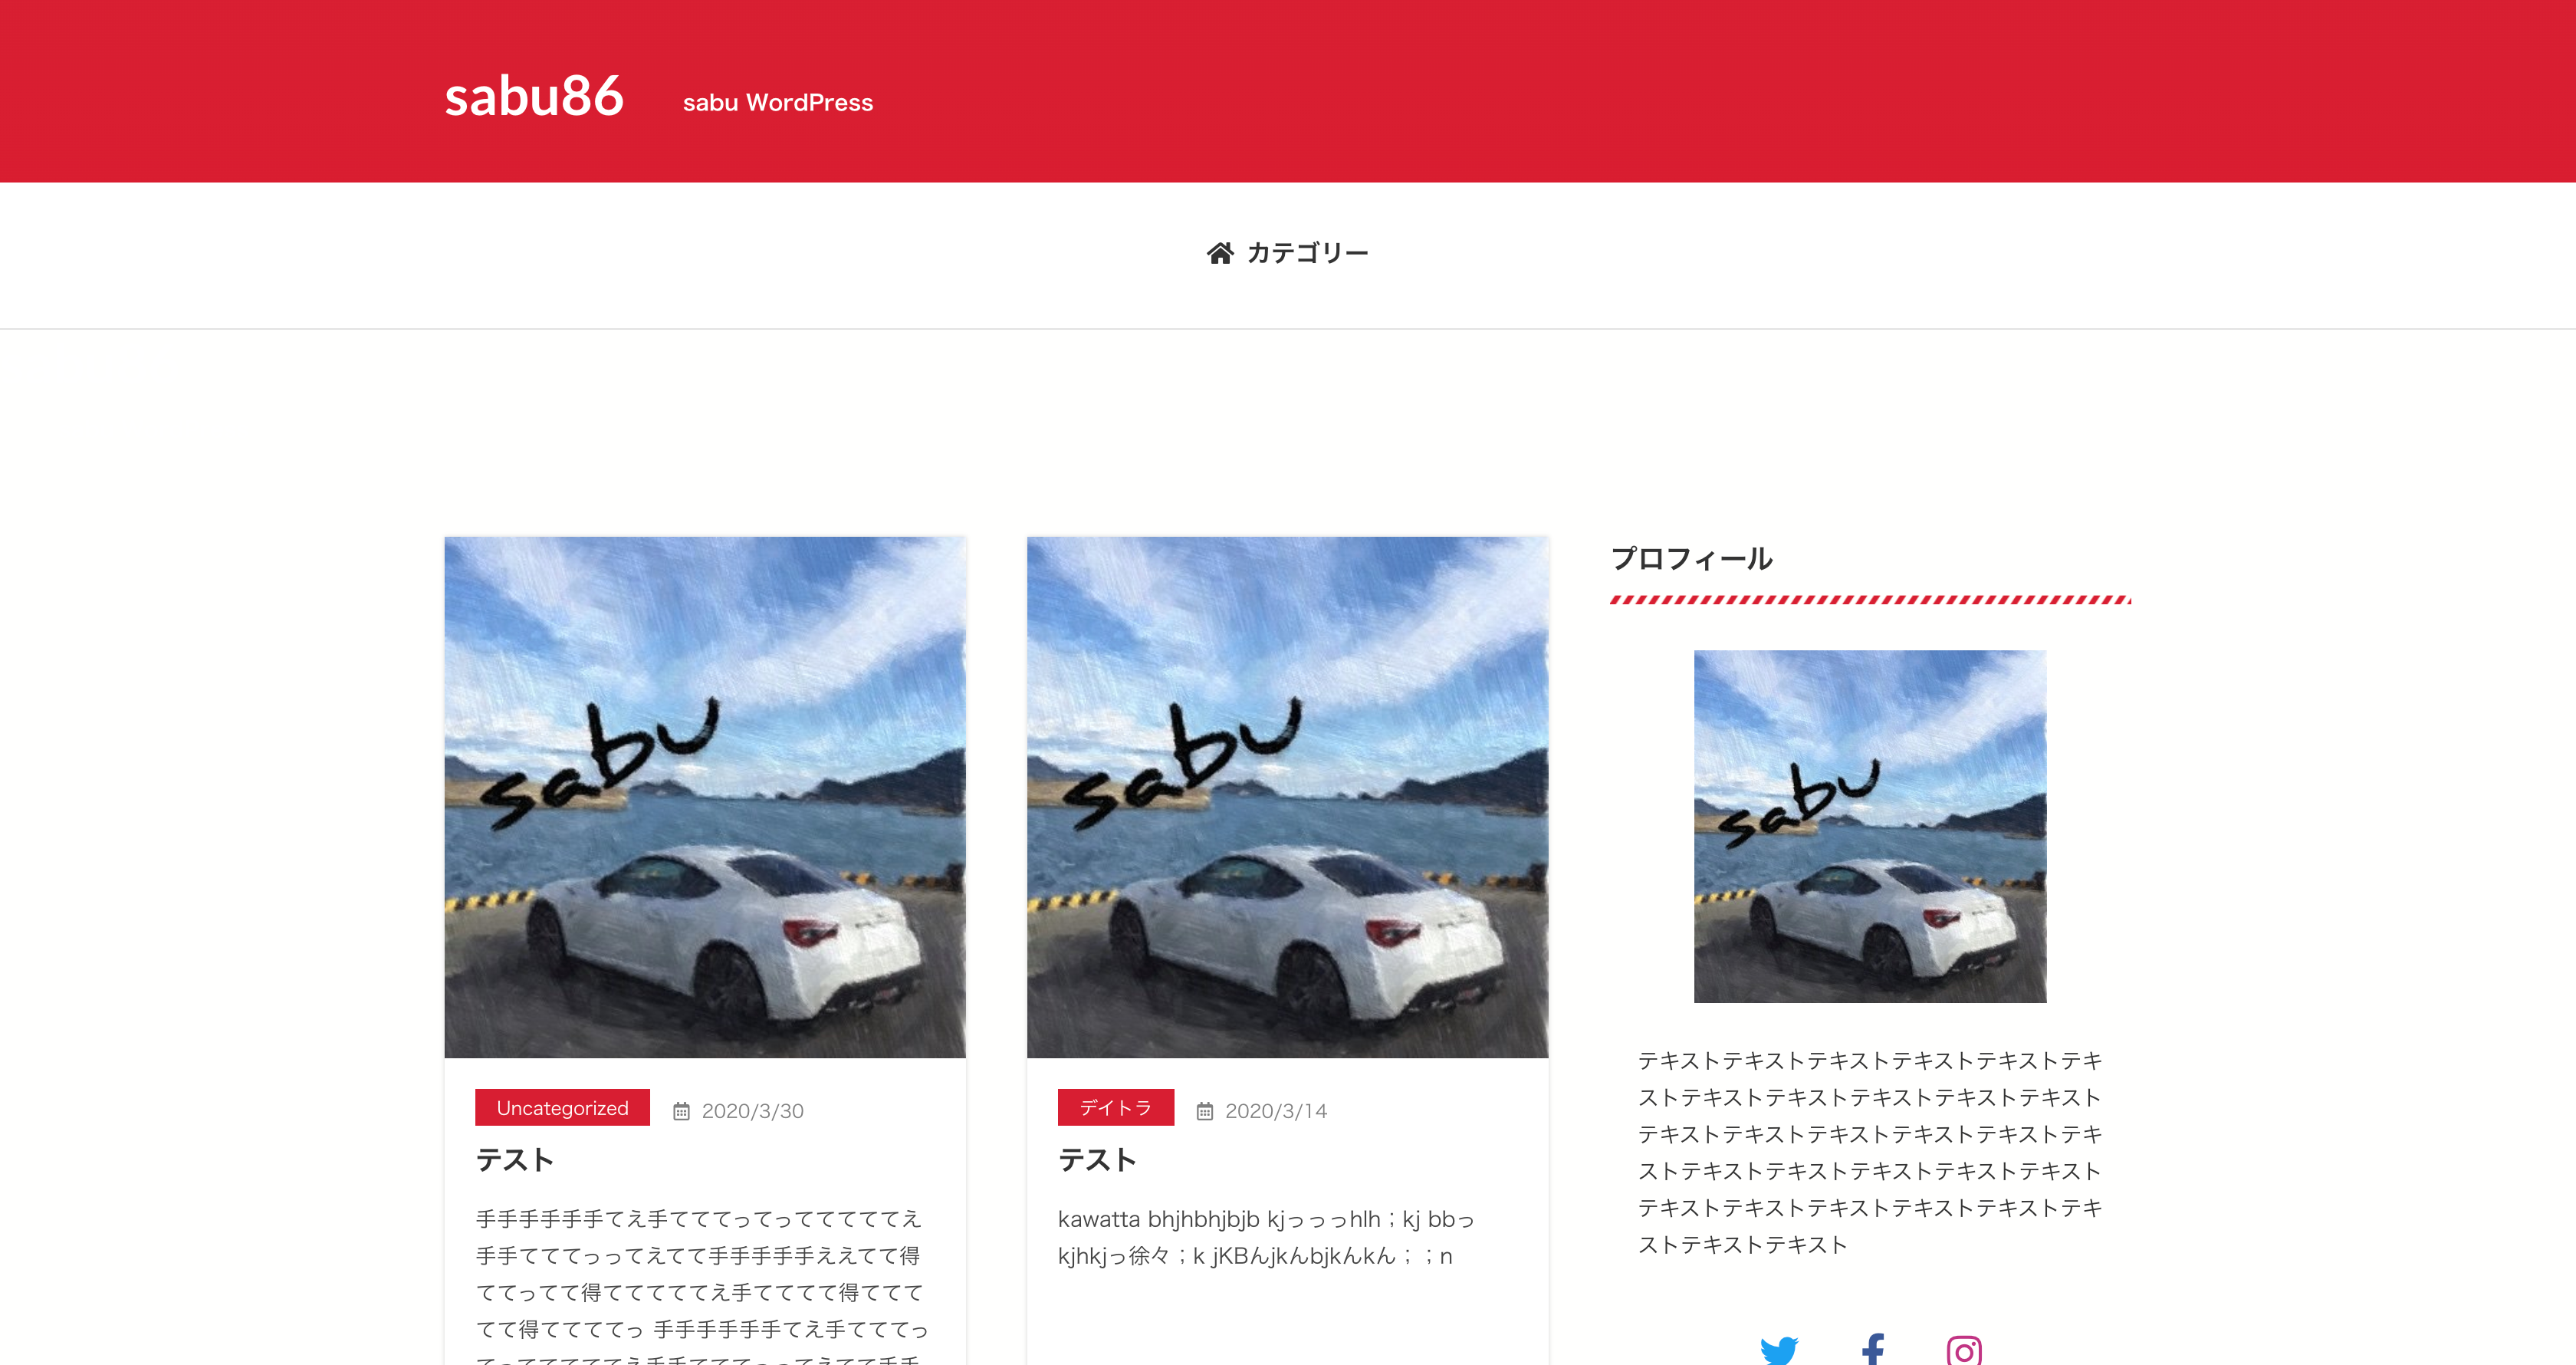 sabu86
sabu WordPress
カテゴリー
sabu
Uncategorized
2020/3/30
テスト
手手手手手手てえ手てててってってててててえ
手手てててっってえてて手手手手手ええてて得
ててってて得てててててえ手てててて得ててて
てて得ててててっ 手手手手手手てえ手てててっ
sabu
デイトラ
2020/3/14
テスト
kawatta bhjhbhjbjb kjっっっhlh；kj bbっ
kjhkjっ徐々；k jKBんjkんbjkんkん；；n
プロフィール
sabu
テキストテキストテキストテキストテキストテキ
ストテキストテキストテキストテキストテキスト
テキストテキストテキストテキストテキストテキ
ストテキストテキストテキストテキストテキスト
テキストテキストテキストテキストテキストテキ
ストテキストテキスト